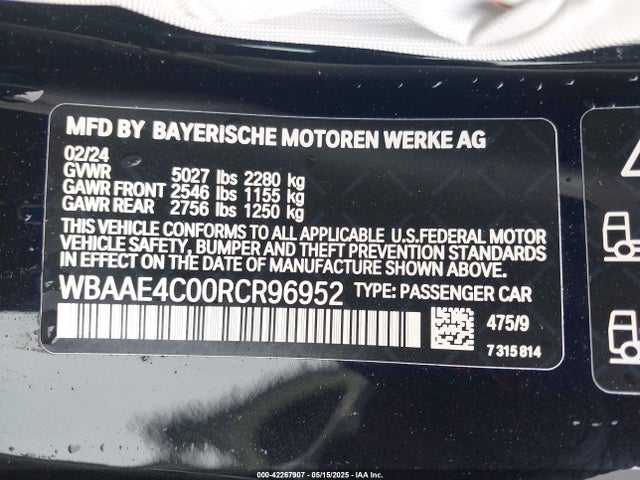 MFD BY BAYERISCHE MOTOREN WERKE AG
02/24
GVWR 5027 lbs 2280 kg
GAWR FRONT 2546 lbs 1155 kg
GAWR REAR 2756 lbs 1250 kg
THIS VEHICLE CONFORMS TO ALL APPLICABLE U.S.FEDERAL MOTOR
VEHICLE SAFETY, BUMPER AND THEFT PREVENTION STANDARDS
IN EFFECT ON THE DATE OF MANUFACTURE SHOWN ABOVE.
WBAAE4C00RCR96952 TYPE: PASSENGER CAR
475/9
7 315 814
000-42267907 - 05/15/2025 - IAA Inc.